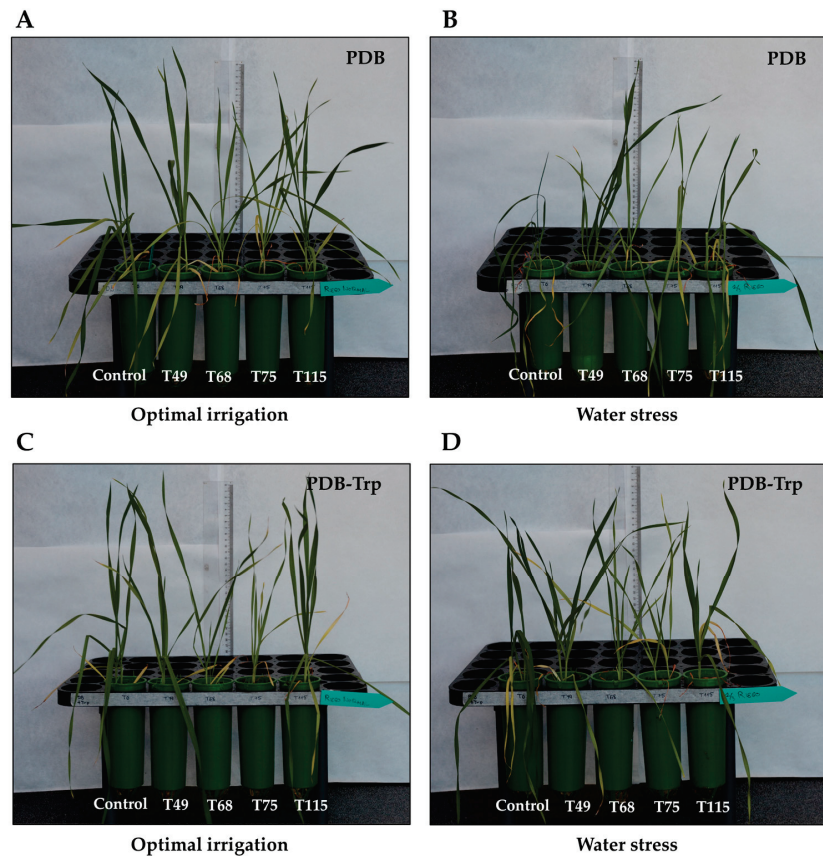 A
PDB
Control T49 T68 T75 T115
Optimal irrigation
B
PDB
Control T49 T68 T75 T115
Water stress
C
PDB-Trp
Control T49 T68 T75 T115
Optimal irrigation
D
PDB-Trp
Control T49 T68 T75 T115
Water stress